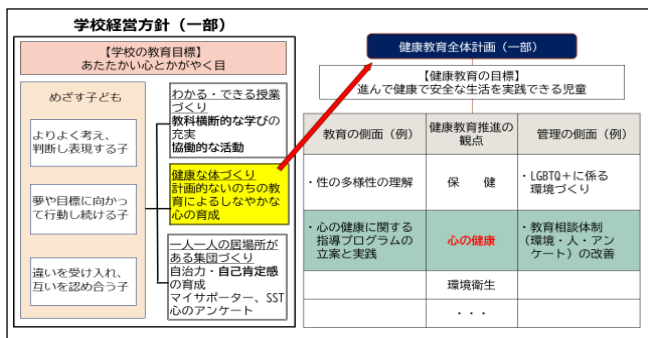 学校経営方針（一部）
【学校の教育目標】
あたたかい心とかがやく目
めざす子ども
よりよく考え、
判断し表現する子
夢や目標に向かっ
て行動し続ける子
違いを受け入れ、
互いを認め合う子
わかる・できる授業
づくり
教科横断的な学びの
充実
協働的な活動
健康な体づくり
計画的ないのちの教
育によるしなやかな
心の育成
一人一人の居場所が
ある集団づくり
自治力・自己肯定感
の育成
マイサポーター、SST
心のアンケート
健康教育全体計画（一部）
【健康教育の目標】
進んで健康で安全な生活を実践できる児童
教育の側面（例）
健康教育推進の
観点
管理の側面（例）
・性の多様性の理解
保　健
・LGBTQ＋に係る
環境づくり
・心の健康に関する
指導プログラムの
立案と実践
心の健康
・教育相談体制
（環境・人・アン
ケート）の改善
環境衛生
・・・